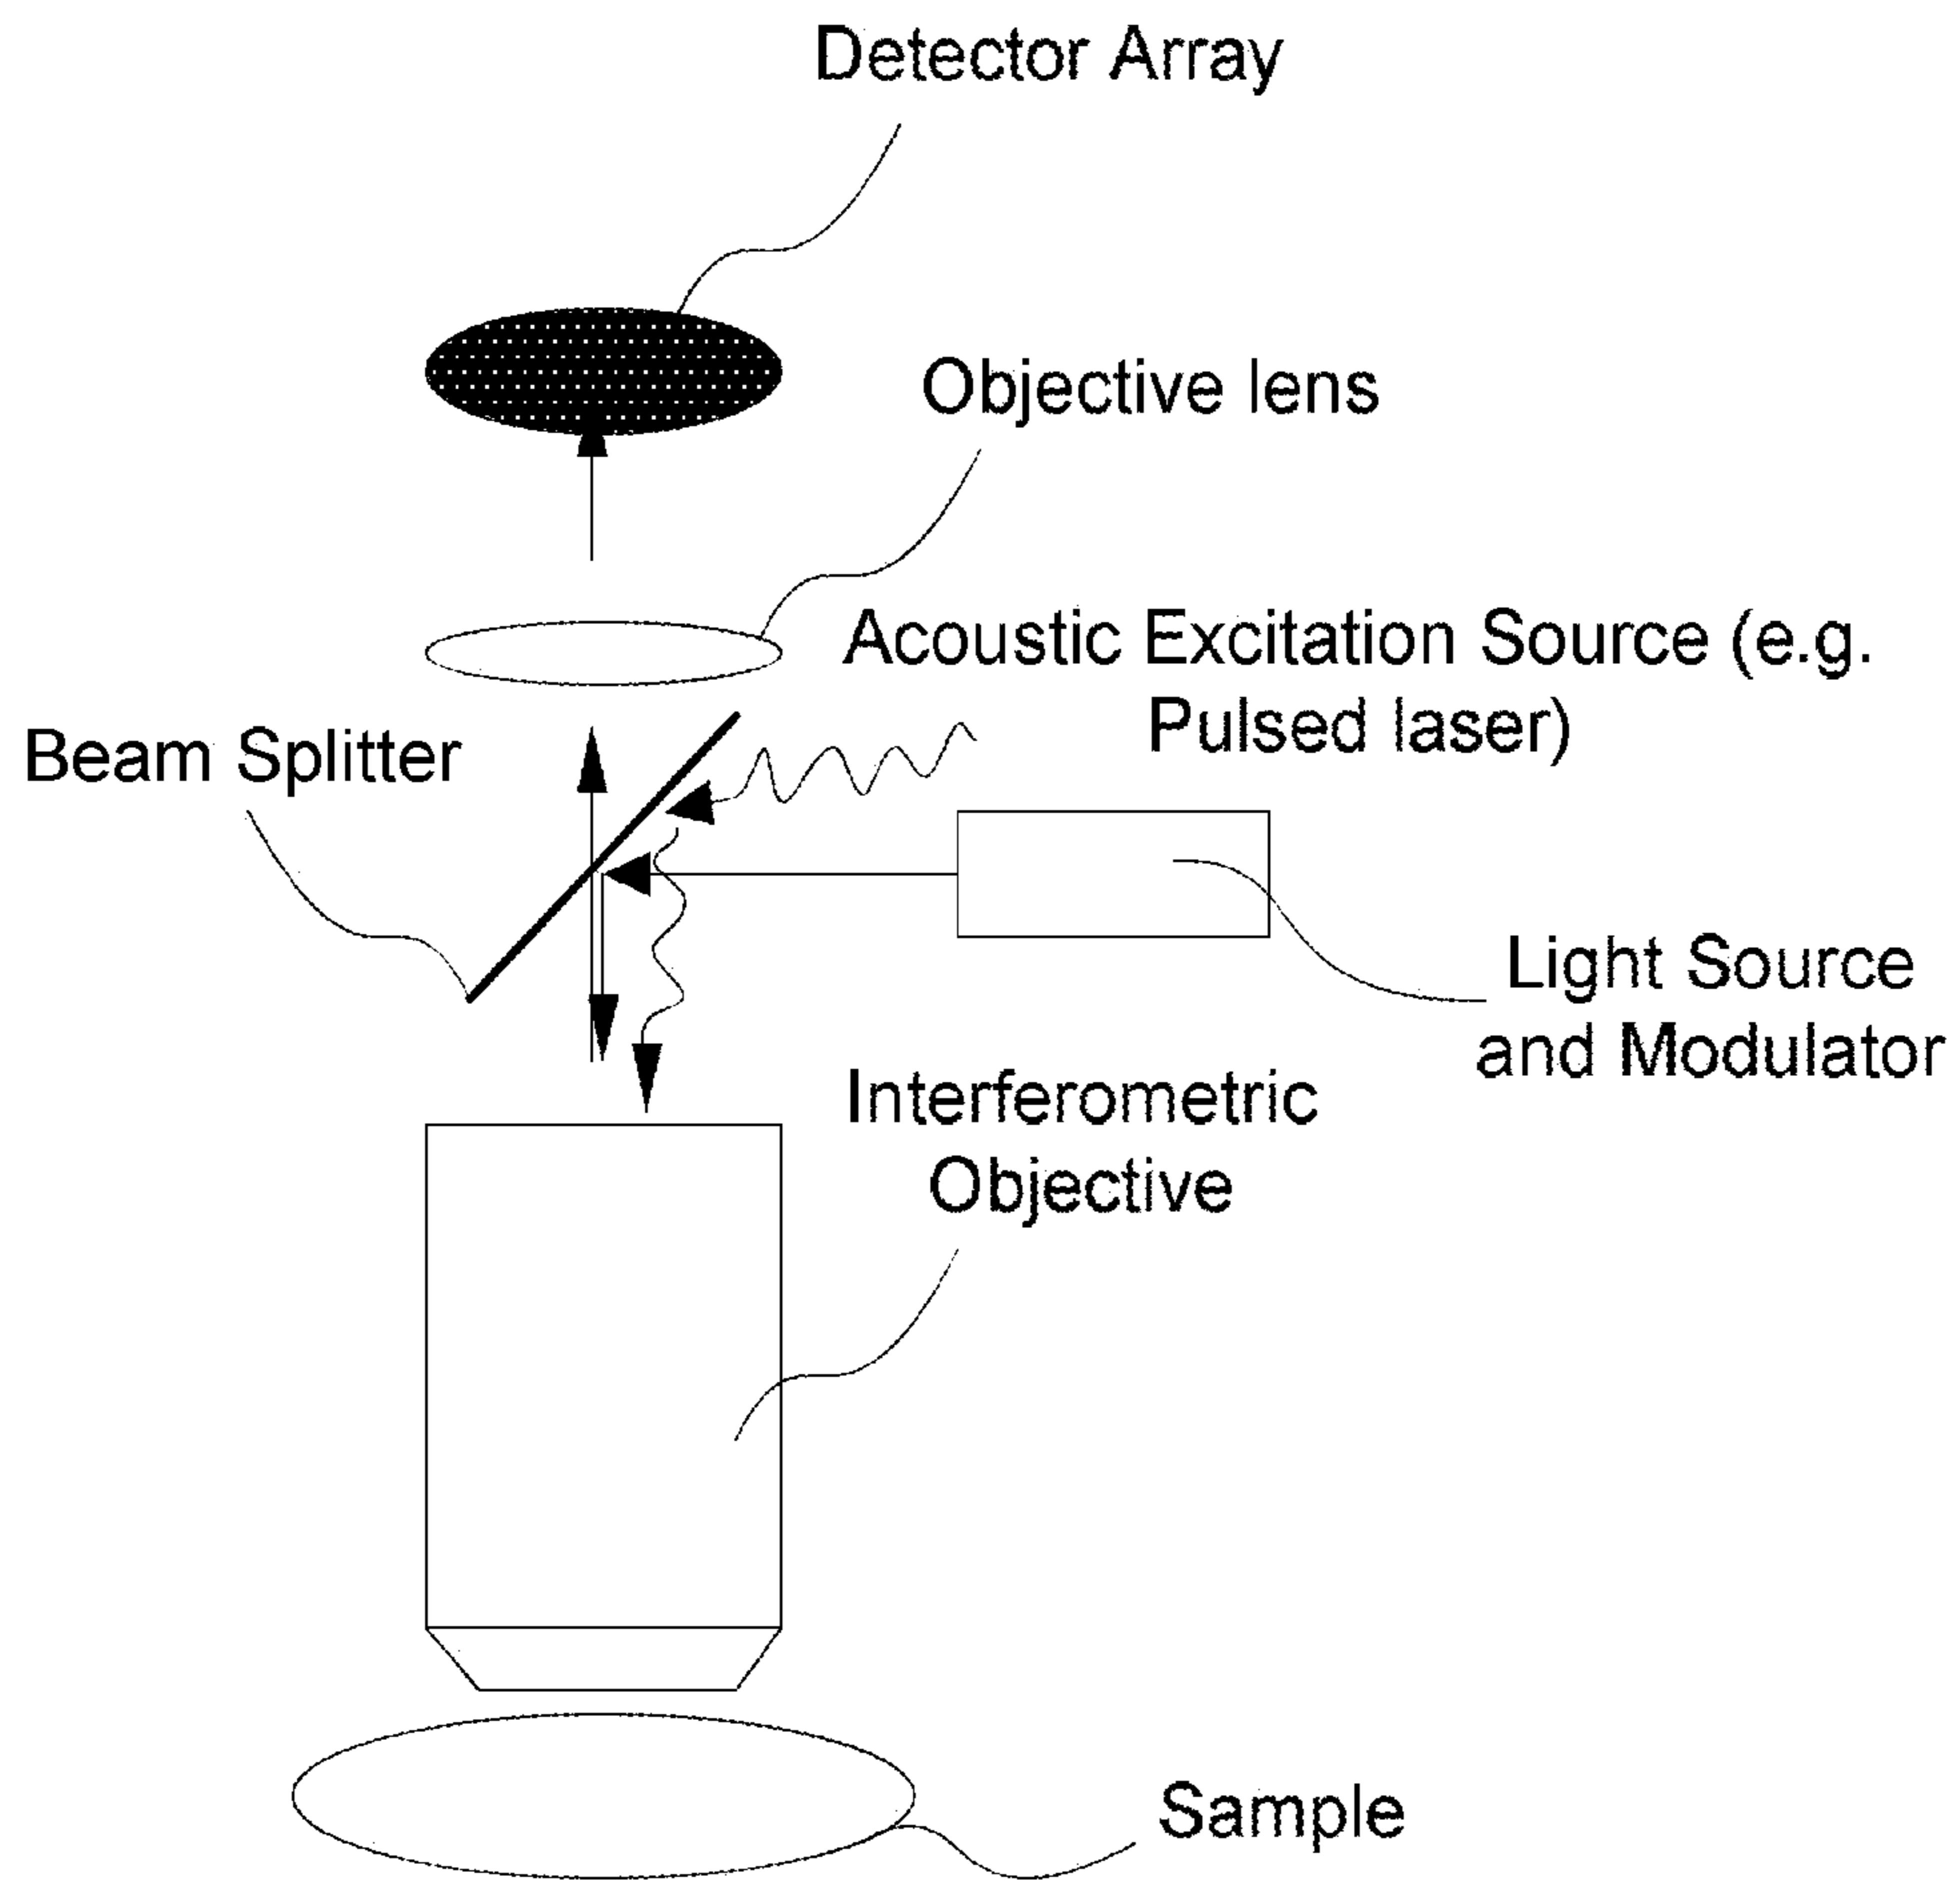 Detector Array
Objective lens
Acoustic Excitation Source (e.g.
Pulsed laser)
Beam Splitter
Light Source
and Modulator
Interferometric
Objective
Sample